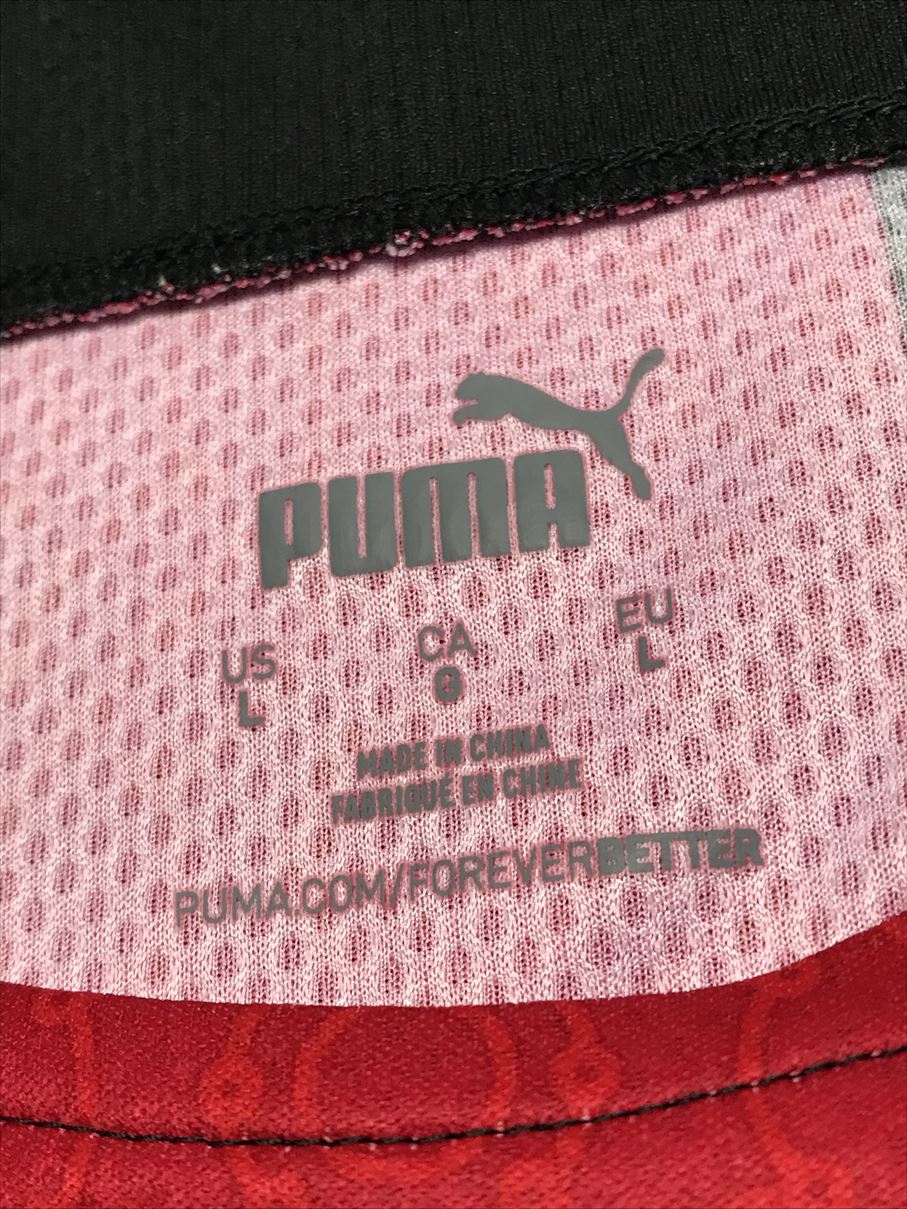 PUMA
US CA EU
L G L
MADE IN CHINA
FABRIQUÉ EN CHINE
PUMA.COM/FOREVERBETTER